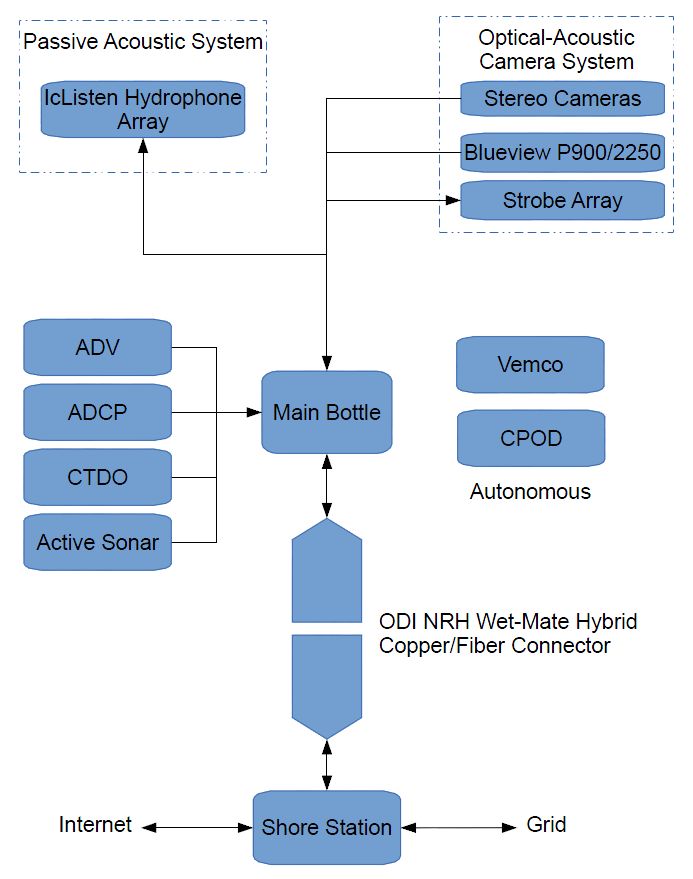 Passive Acoustic System
IcListen Hydrophone
Array
Optical-Acoustic
Camera System
Stereo Cameras
Blueview P900/2250
Strobe Array
ADV
ADCP
CTDO
Active Sonar
Main Bottle
Vemco
CPOD
Autonomous
ODI NRH Wet-Mate Hybrid
Copper/Fiber Connector
Internet
Shore Station
Grid